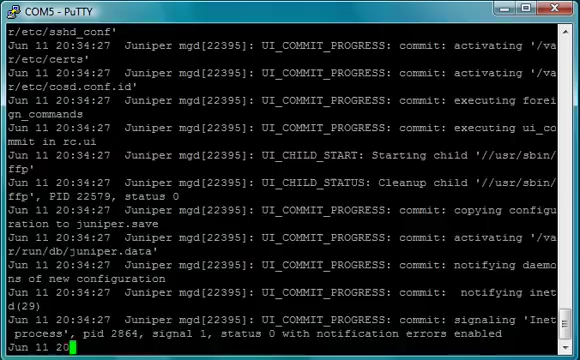 COM5 - PuTTY
r/etc/sshd_conf'
Jun 11 20:34:27  Juniper mgd[22395]: UI_COMMIT_PROGRESS: commit: activating '/va
r/etc/certs'
Jun 11 20:34:27  Juniper mgd[22395]: UI_COMMIT_PROGRESS: commit: activating '/va
r/etc/cosd.conf.id'
Jun 11 20:34:27  Juniper mgd[22395]: UI_COMMIT_PROGRESS: commit: executing forei
gn_commands
Jun 11 20:34:27  Juniper mgd[22395]: UI_COMMIT_PROGRESS: commit: executing ui_co
mmit in rc.ui
Jun 11 20:34:27  Juniper mgd[22395]: UI_CHILD_START: Starting child '//usr/sbin/
ffp'
Jun 11 20:34:27  Juniper mgd[22395]: UI_CHILD_STATUS: Cleanup child '//usr/sbin/
ffp', PID 22579, status 0
Jun 11 20:34:27  Juniper mgd[22395]: UI_COMMIT_PROGRESS: commit: copying configu
ration to juniper.save
Jun 11 20:34:27  Juniper mgd[22395]: UI_COMMIT_PROGRESS: commit: activating '/va
r/run/db/juniper.data'
Jun 11 20:34:27  Juniper mgd[22395]: UI_COMMIT_PROGRESS: commit: notifying daemo
ns of new configuration
Jun 11 20:34:27  Juniper mgd[22395]: UI_COMMIT_PROGRESS: commit:  notifying inet
d(29)
Jun 11 20:34:27  Juniper mgd[22395]: UI_COMMIT_PROGRESS: commit: signaling 'Inet
 process', pid 2864, signal 1, status 0 with notification errors enabled
Jun 11 20